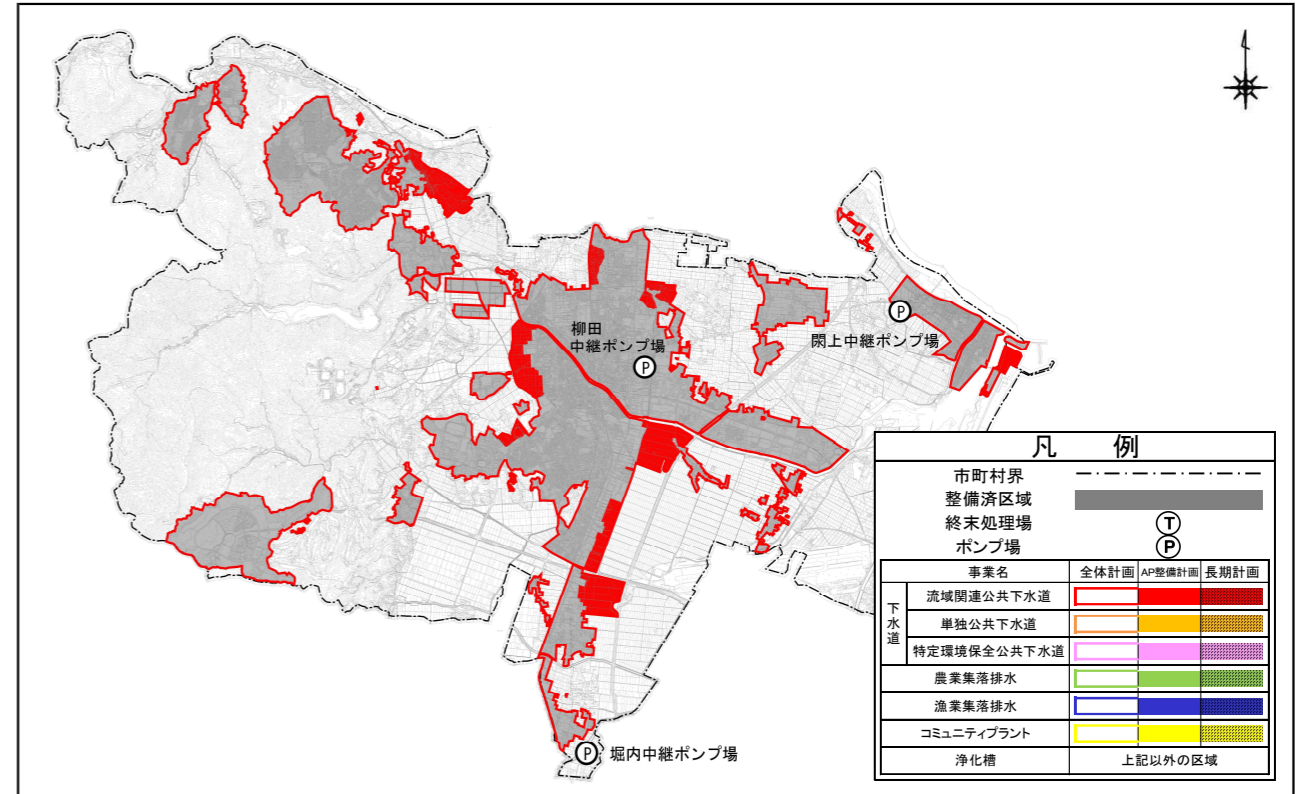 柳田
中継ポンプ場
P
P
閖上中継ポンプ場
P 堀内中継ポンプ場
凡 例
市町村界
整備済区域
終末処理場 T
ポンプ場 P
事業名 全体計画 AP整備計画 長期計画
下水道
流域関連公共下水道
単独公共下水道
特定環境保全公共下水道
農業集落排水
漁業集落排水
コミュニティプラント
浄化槽 上記以外の区域